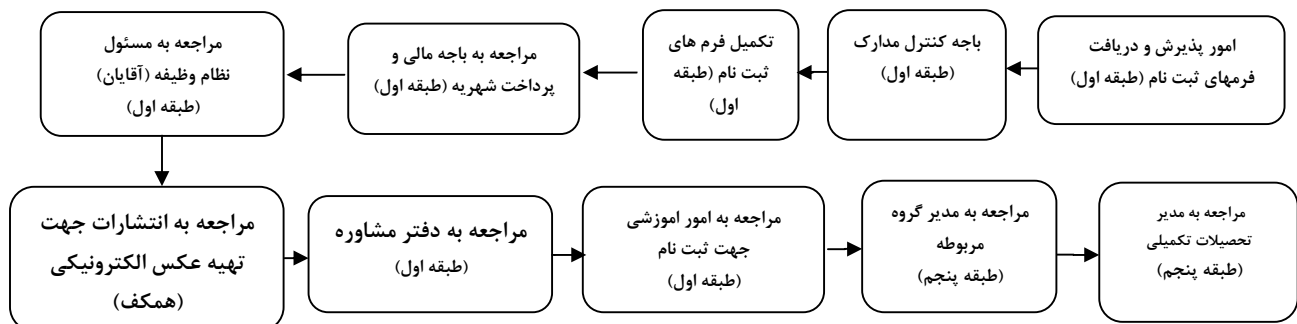 امور پذیرش و دریافت
فرمهای ثبت نام (طبقه اول)
باجه کنترل مدارک
(طبقه اول)
تکمیل فرم های
ثبت نام (طبقه
اول)
مراجعه به باجه مالی و
پرداخت شهریه (طبقه اول)
مراجعه به مسئول
نظام وظیفه (آقایان)
(طبقه اول)
مراجعه به انتشارات جهت
تهیه عکس الکترونیکی
(همکف)
مراجعه به دفتر مشاوره
(طبقه اول)
مراجعه به امور اموزشی
جهت ثبت نام
(طبقه اول)
مراجعه به مدیر گروه
مربوطه
(طبقه پنجم)
مراجعه به مدیر
تحصیلات تکمیلی
(طبقه پنجم)